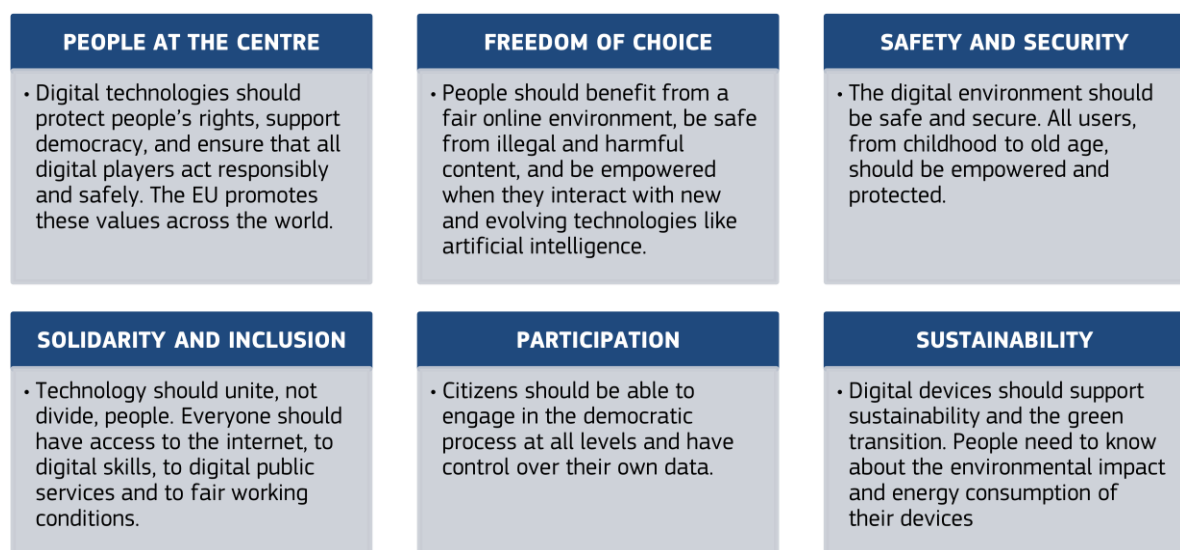 PEOPLE AT THE CENTRE
• Digital technologies should
protect people's rights, support
democracy, and ensure that all
digital players act responsibly
and safely. The EU promotes
these values across the world.
FREEDOM OF CHOICE
• People should benefit from a
fair online environment, be safe
from illegal and harmful
content, and be empowered
when they interact with new
and evolving technologies like
artificial intelligence.
SAFETY AND SECURITY
• The digital environment should
be safe and secure. All users,
from childhood to old age,
should be empowered and
protected.
SOLIDARITY AND INCLUSION
• Technology should unite, not
divide, people. Everyone should
have access to the internet, to
digital skills, to digital public
services and to fair working
conditions.
PARTICIPATION
• Citizens should be able to
engage in the democratic
process at all levels and have
control over their own data.
SUSTAINABILITY
• Digital devices should support
sustainability and the green
transition. People need to know
about the environmental impact
and energy consumption of
their devices